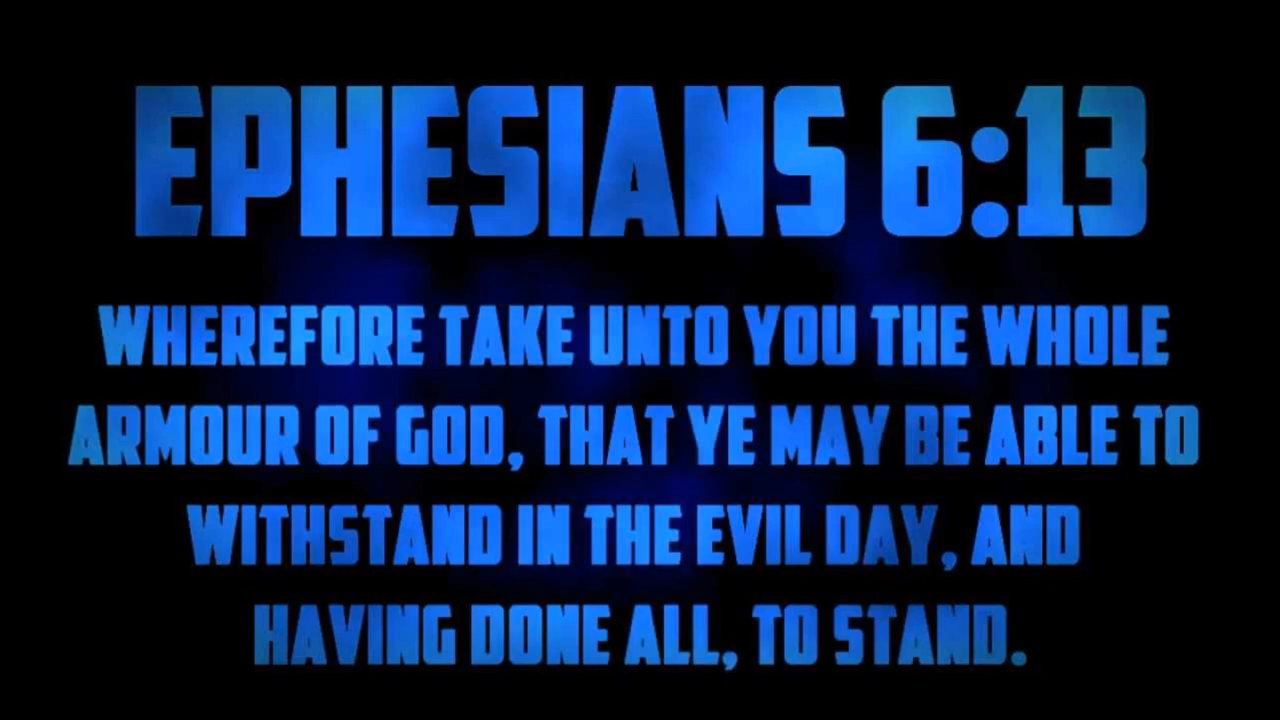 EPHESIANS 6:13
WHEREFORE TAKE UNTO YOU THE WHOLE
ARMOUR OF GOD, THAT YE MAY BE ABLE TO
WITHSTAND IN THE EVIL DAY, AND
HAVING DONE ALL, TO STAND.